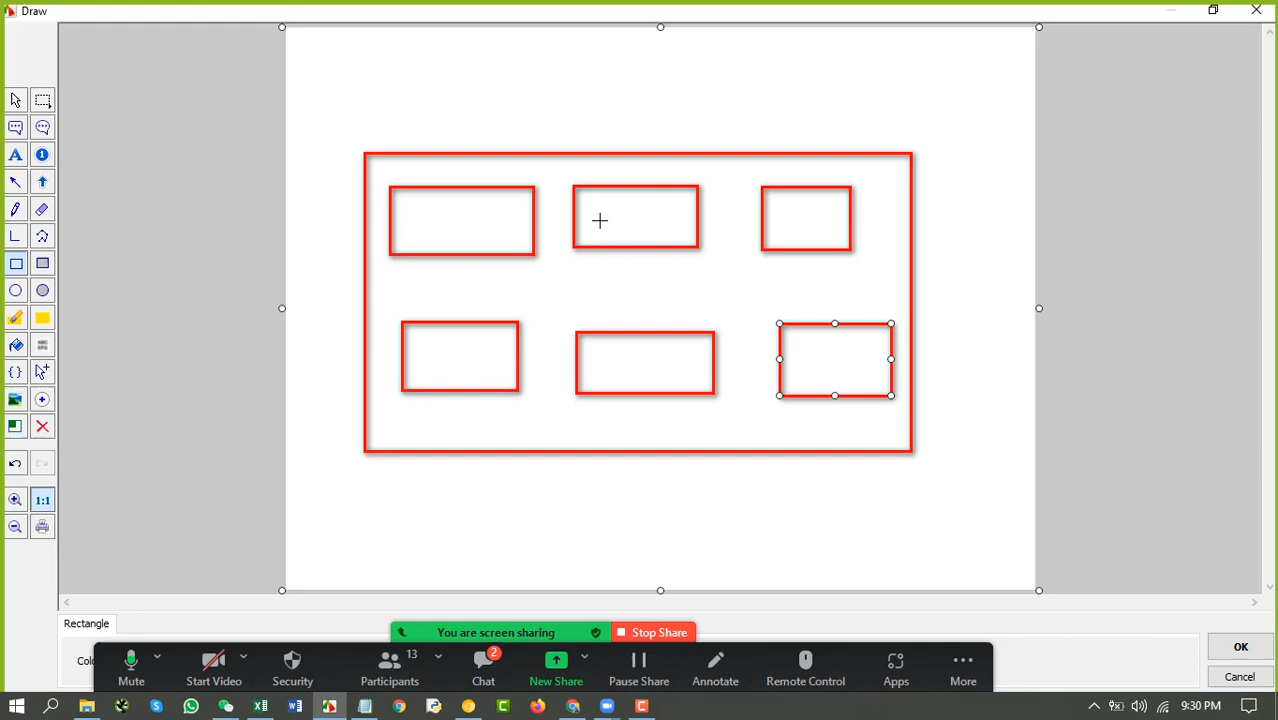 Draw
A
1
{ }
1:1
Rectangle
You are screen sharing
Stop Share
OK
Cancel
13
2
Mute
Start Video
Security
Participants
Chat
New Share
Pause Share
Annotate
Remote Control
Apps
More
9:30 PM